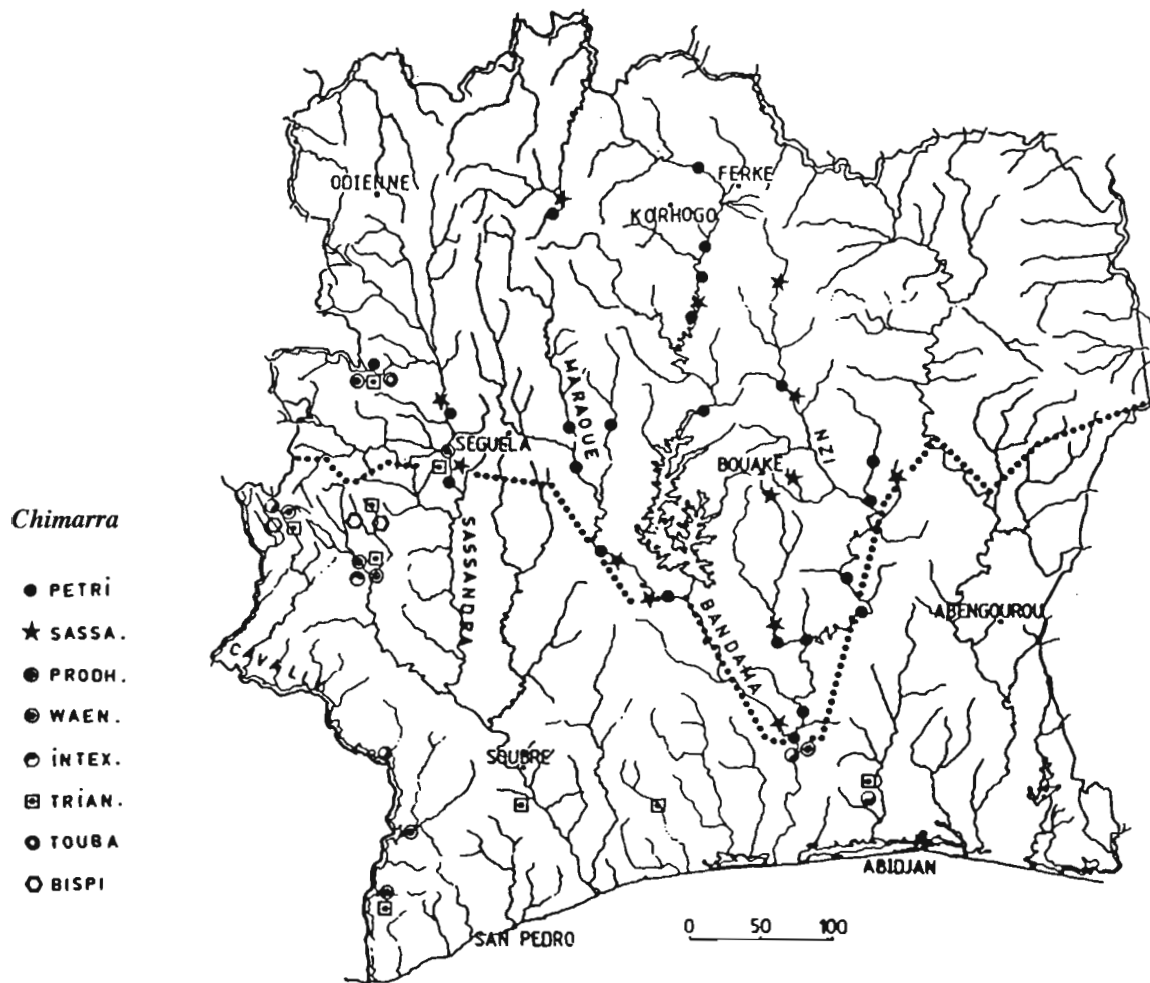 ODIENNE
FERKE
KORHOGO
MARAOUE
SEGUELA
BOUAKE
NZI
Chimarra
SASSANDRA
PETRi
SASSA.
BANDAMA
ABENGOUROU
PRODH.
CAVALLY
WAEN.
iNTEX.
SOUBRE
TRiAN.
TOUBA
ABIDJAN
BISPI
SAN PEDRO
0 50 100